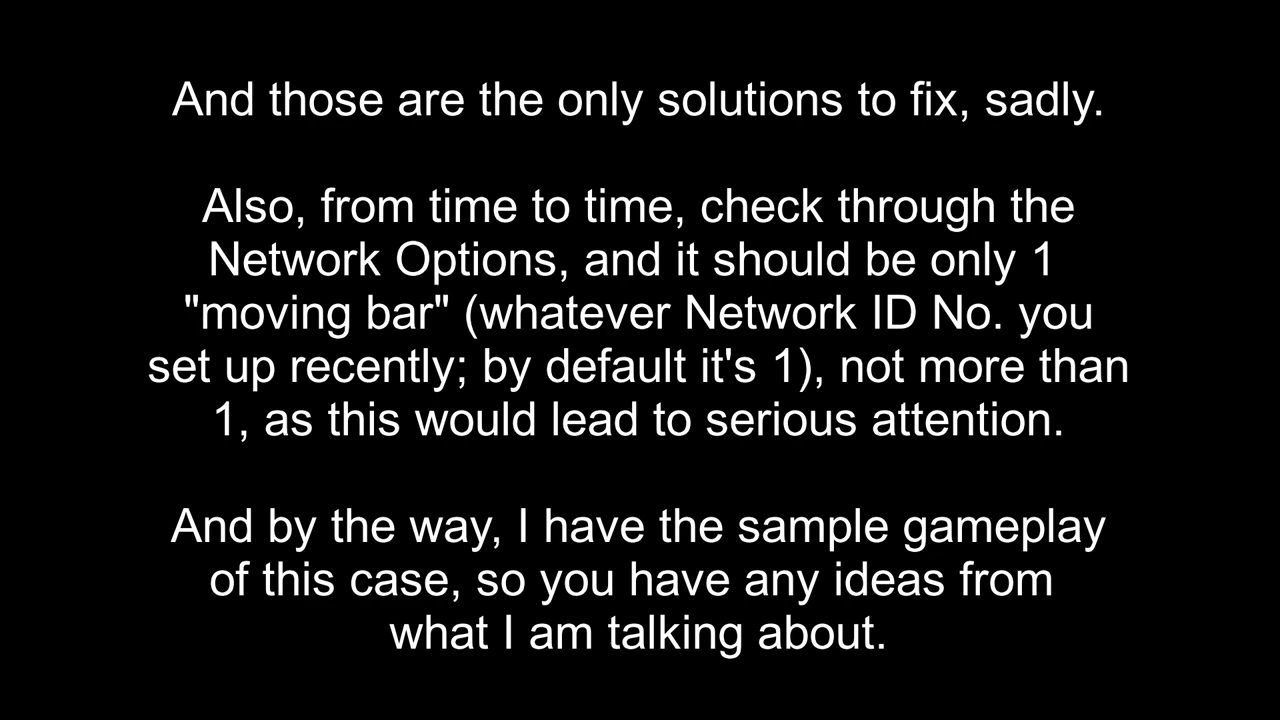 And those are the only solutions to fix, sadly.
Also, from time to time, check through the
Network Options, and it should be only 1
"moving bar" (whatever Network ID No. you
set up recently; by default it's 1), not more than
1, as this would lead to serious attention.
And by the way, I have the sample gameplay
of this case, so you have any ideas from
what I am talking about.